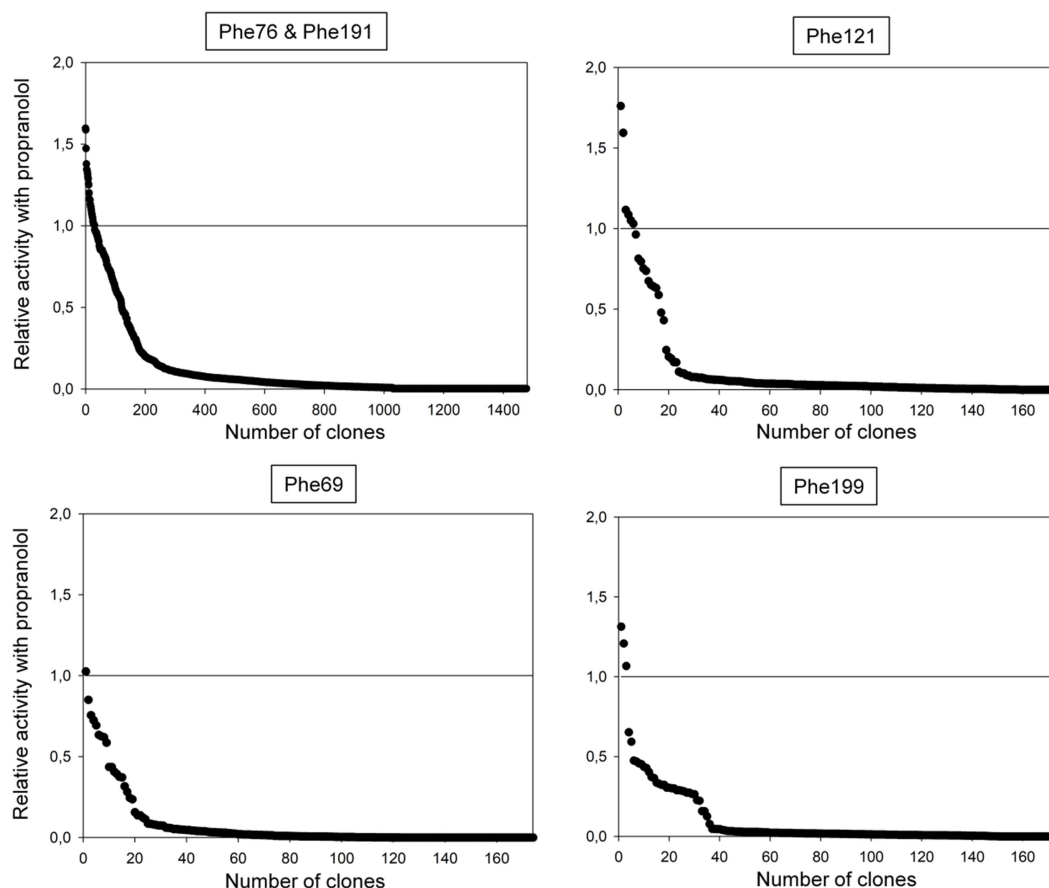 Phe76 & Phe191
Relative activity with propranolol
2,0
1,5
1,0
0,5
0,0
0 200 400 600 800 1000 1200 1400
Number of clones
Phe121
2,0
1,5
1,0
0,5
0,0
0 20 40 60 80 100 120 140 160
Number of clones
Phe69
Relative activity with propranolol
2,0
1,5
1,0
0,5
0,0
0 20 40 60 80 100 120 140 160
Number of clones
Phe199
2,0
1,5
1,0
0,5
0,0
0 20 40 60 80 100 120 140 160
Number of clones